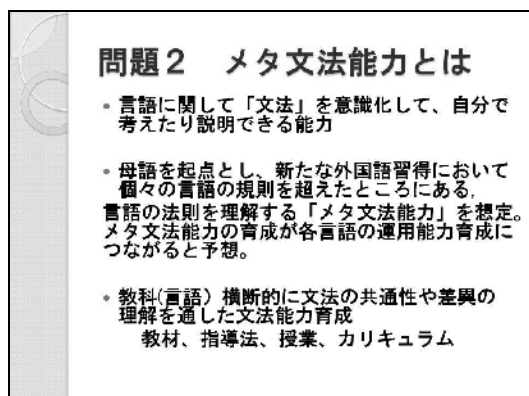 問題２　メタ文法能力とは
• 言語に関して「文法」を意識化して、自分で
考えたり説明できる能力
• 母語を起点とし、新たな外国語習得において
個々の言語の規則を超えたところにある,
言語の法則を理解する「メタ文法能力」を想定。
メタ文法能力の育成が各言語の運用能力育成に
つながると予想。
• 教科(言語）横断的に文法の共通性や差異の
理解を通した文法能力育成
教材、指導法、授業、カリキュラム